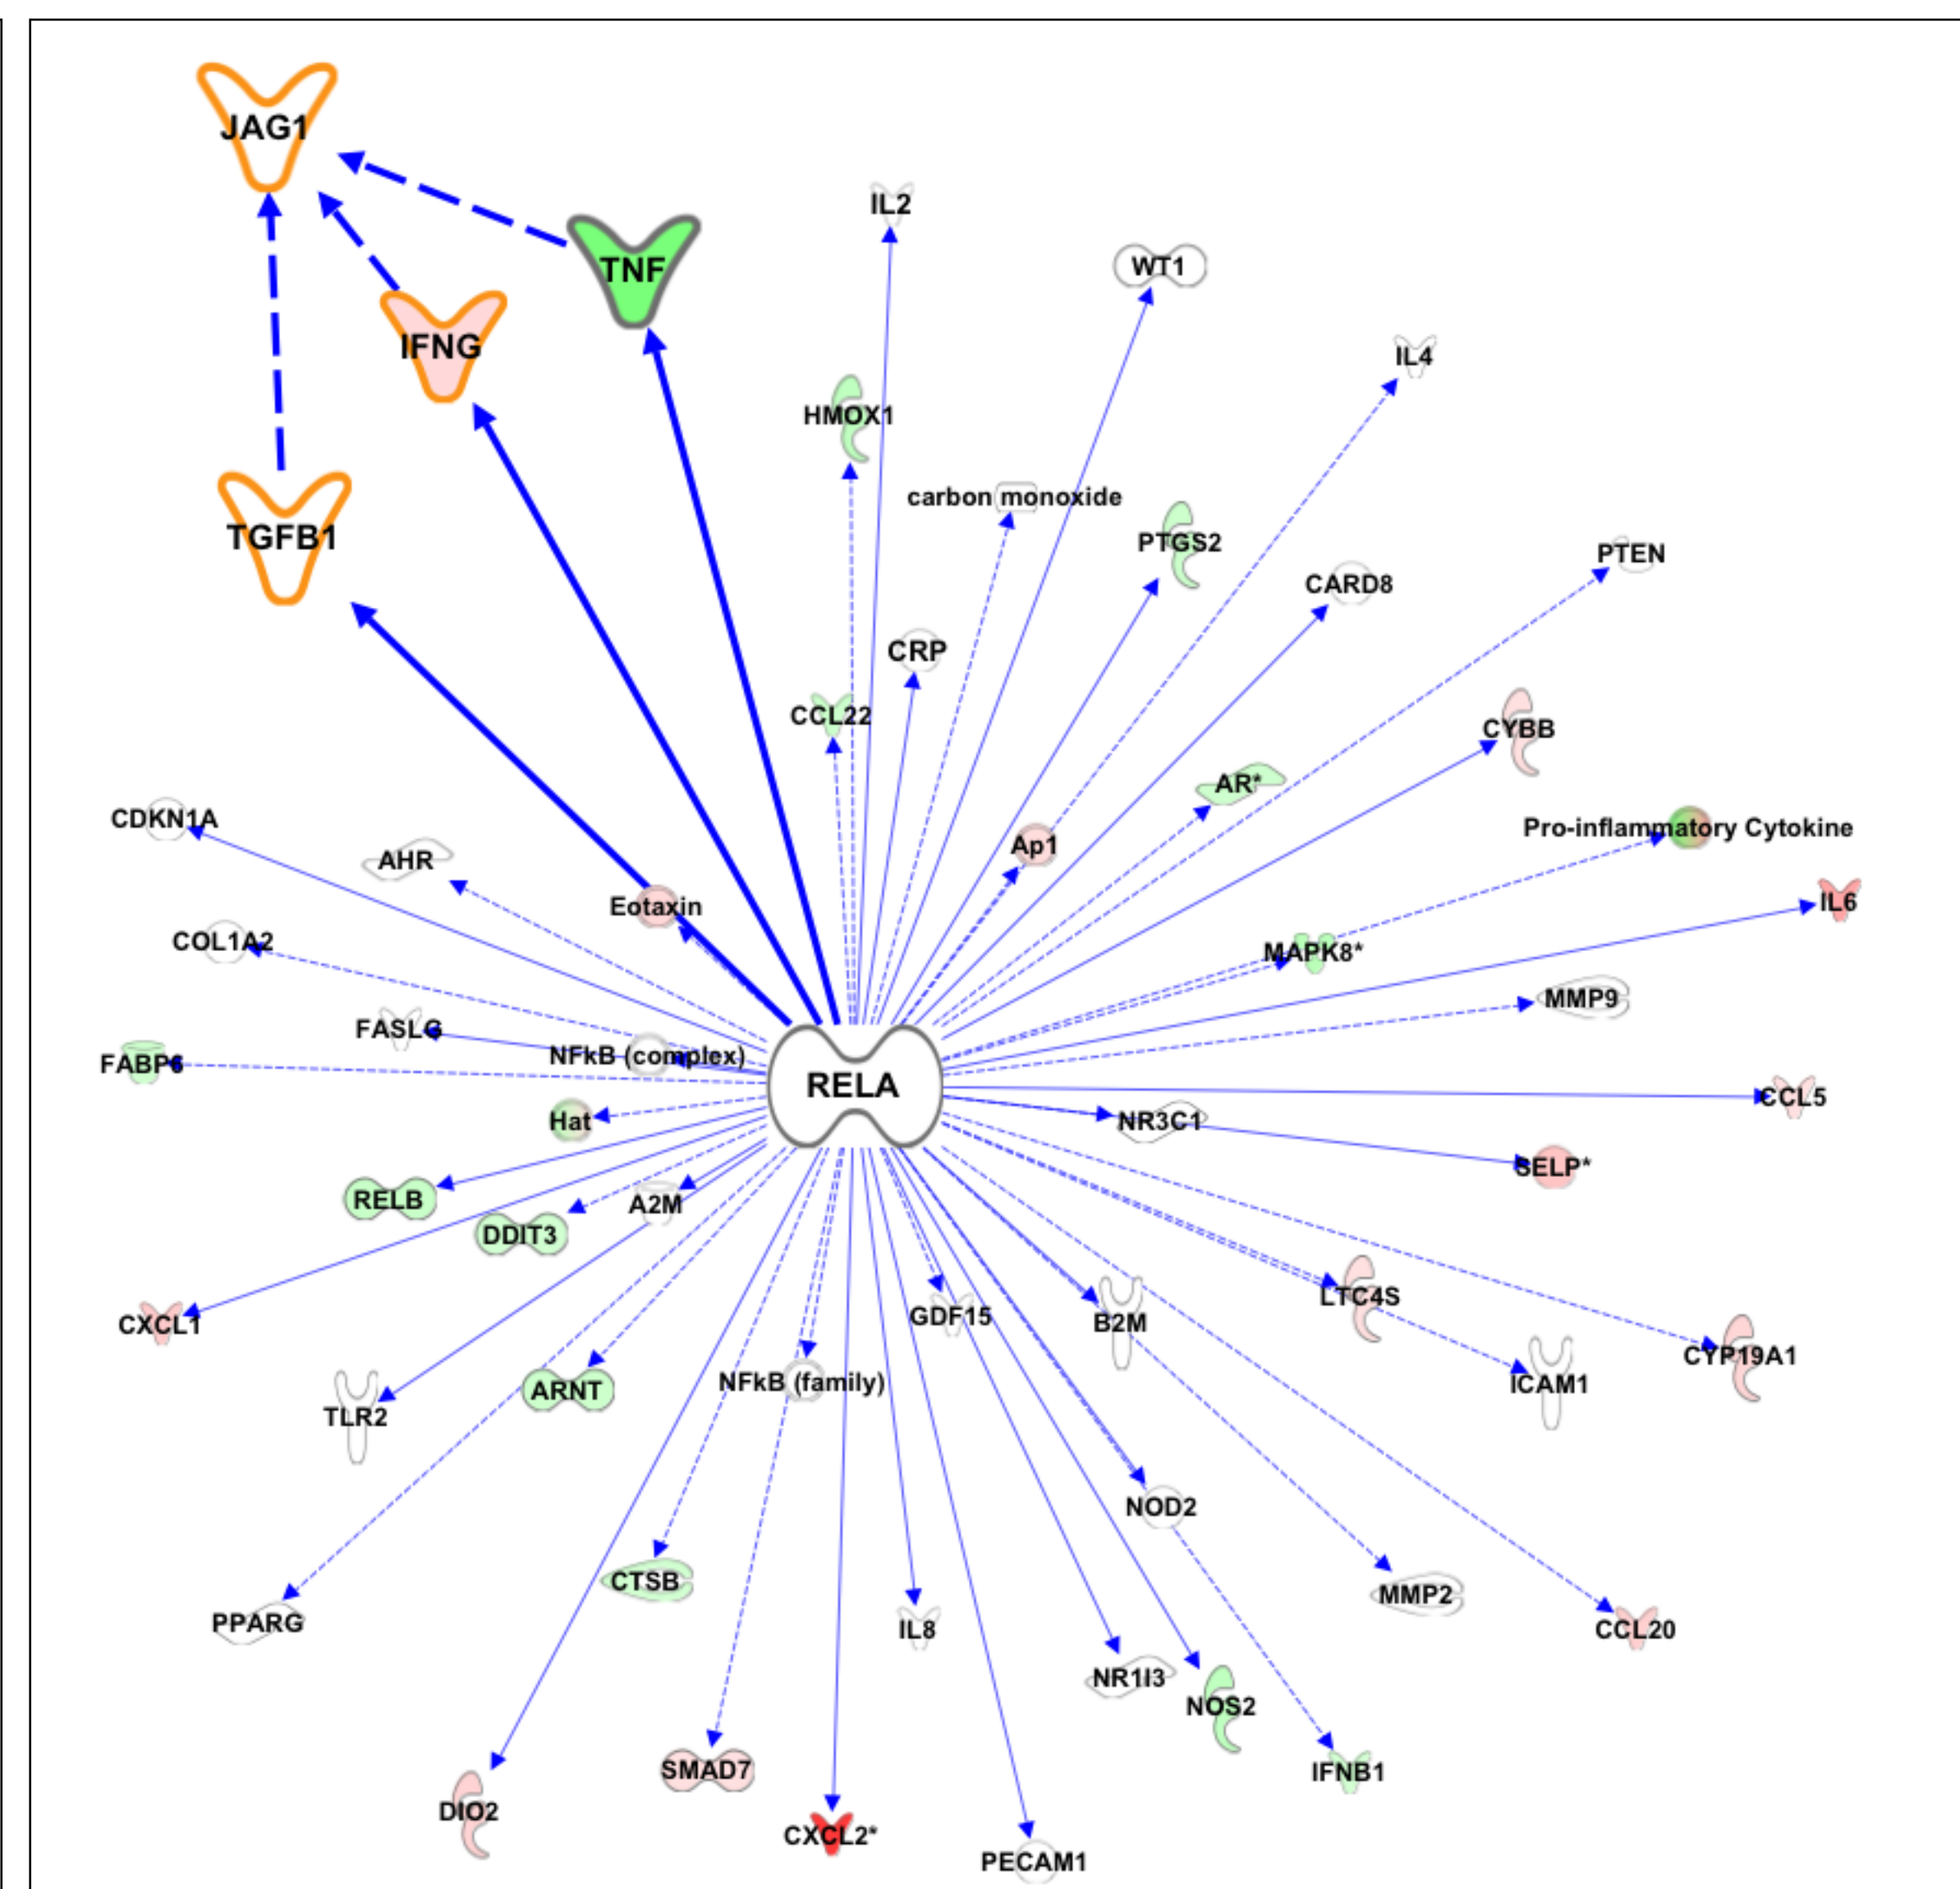 JAG1
IL2
WT1
TNF
IFNG
IL4
HMOX1
carbon monoxide
TGFB1
PTGS2
PTEN
CARD8
CRP
CCL22
CYBB
AR*
CDKN1A
Pro-inflammatory Cytokine
Ap1
AHR
IL6
Eotaxin
COL1A2
MAPK8*
MMP9
FASLG
NFkB (complex)
FABP6
RELA
CCL5
Hat
NR3C1
SELP*
RELB
A2M
DDIT3
LTC4S
GDF15
B2M
CXCL1
CYP19A1
NFkB (family)
ICAM1
ARNT
TLR2
NOD2
CTSB
MMP2
PPARG
IL8
CCL20
NR1I3
NOS2
SMAD7
IFNB1
DIO2
CXCL2*
PECAM1